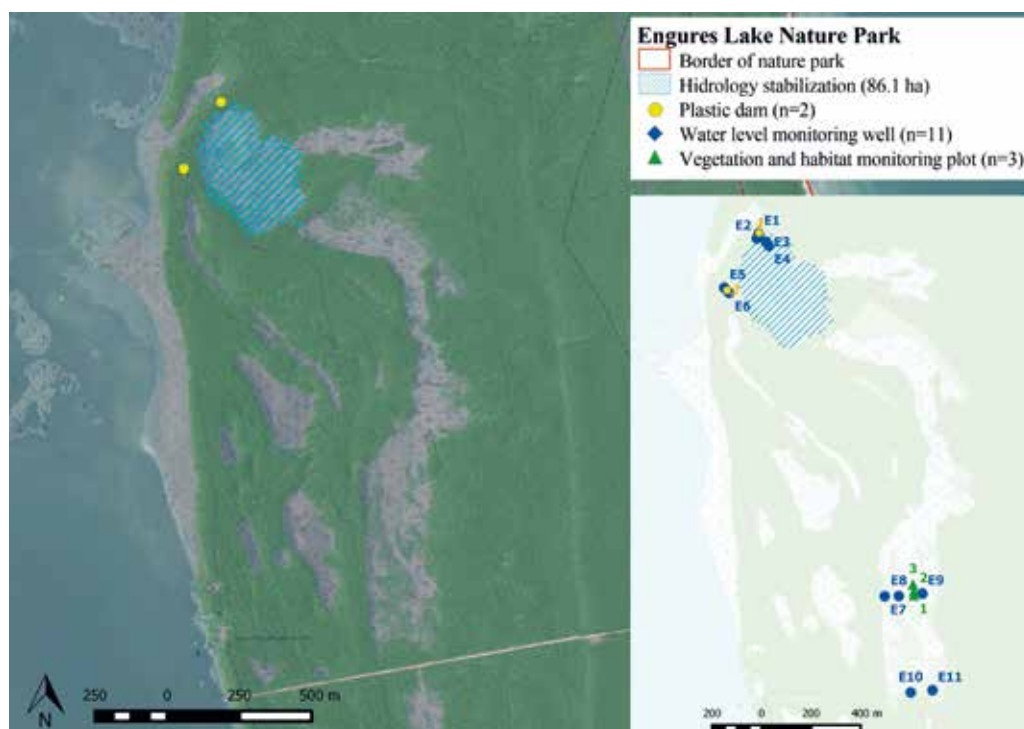 Engures Lake Nature Park
Border of nature park
Hidrology stabilization (86.1 ha)
Plastic dam (n=2)
Water level monitoring well (n=11)
Vegetation and habitat monitoring plot (n=3)
E1
E2
E3
E4
E5
E6
3
2
E8
E9
E7
1
E10
E11
250 0 250 500 m
N
200 0 200 400 m